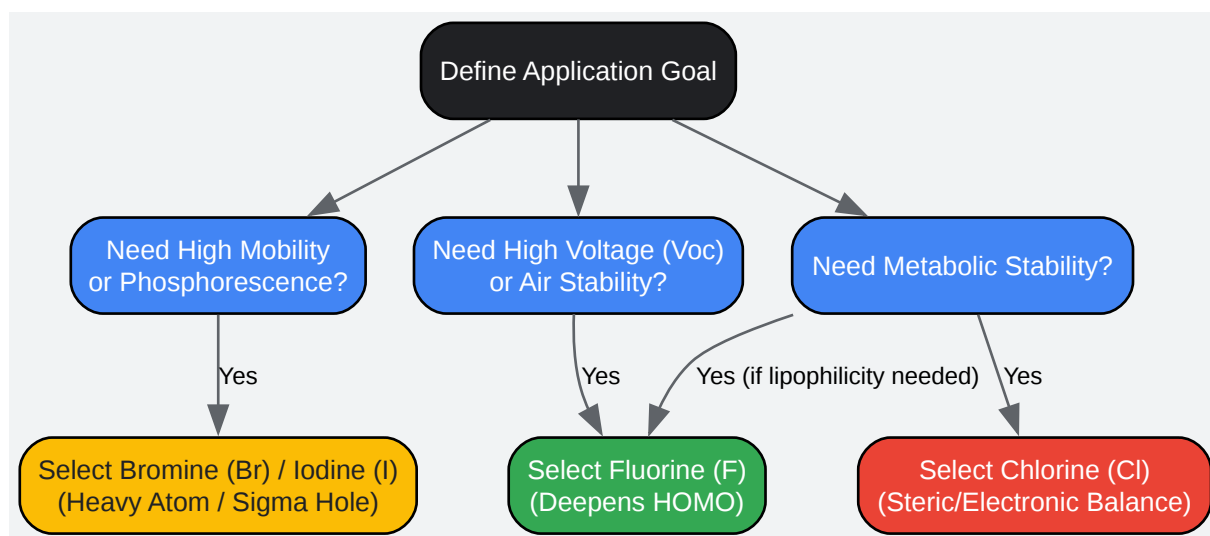 Define Application Goal
Need High Mobility
or Phosphorescence?
Need High Voltage (Voc)
or Air Stability?
Need Metabolic Stability?
Yes
Yes
Yes (if lipophilicity needed)
Yes
Select Bromine (Br) / Iodine (I)
(Heavy Atom / Sigma Hole)
Select Fluorine (F)
(Deepens HOMO)
Select Chlorine (Cl)
(Steric/Electronic Balance)